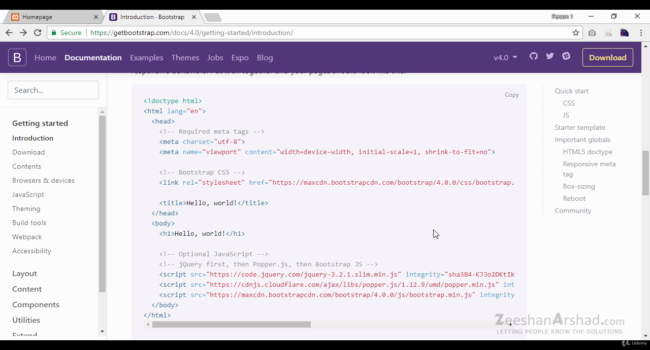 Homepage
Introduction · Bootstrap
Person 1
Secure
https://getbootstrap.com/docs/4.0/getting-started/introduction/
B
Home Documentation Examples Themes Jobs Expo Blog
v4.0
Download
Search...
Getting started
Introduction
Download
Contents
Browsers & devices
JavaScript
Theming
Build tools
Webpack
Accessibility
Layout
Content
Components
Utilities
Extend
Copy
<!doctype html>
<html lang="en">
<head>
<!-- Required meta tags -->
<meta charset="utf-8">
<meta name="viewport" content="width=device-width, initial-scale=1, shrink-to-fit=no">
<!-- Bootstrap CSS -->
<link rel="stylesheet" href="https://maxcdn.bootstrapcdn.com/bootstrap/4.0.0/css/bootstrap.
<title>Hello, world!</title>
</head>
<body>
<h1>Hello, world!</h1>
<!-- Optional JavaScript -->
<!-- jQuery first, then Popper.js, then Bootstrap JS -->
<script src="https://code.jquery.com/jquery-3.2.1.slim.min.js" integrity="sha384-KJ3o2DKtIk
<script src="https://cdnjs.cloudflare.com/ajax/libs/popper.js/1.12.9/umd/popper.min.js" int
<script src="https://maxcdn.bootstrapcdn.com/bootstrap/4.0.0/js/bootstrap.min.js" integrity
</body>
</html>
Quick start
CSS
JS
Starter template
Important globals
HTML5 doctype
Responsive meta
tag
Box-sizing
Reboot
Community
ZeeshanArshad.com
LETTING PEOPLE KNOW THE SOLUTIONS
Udemy